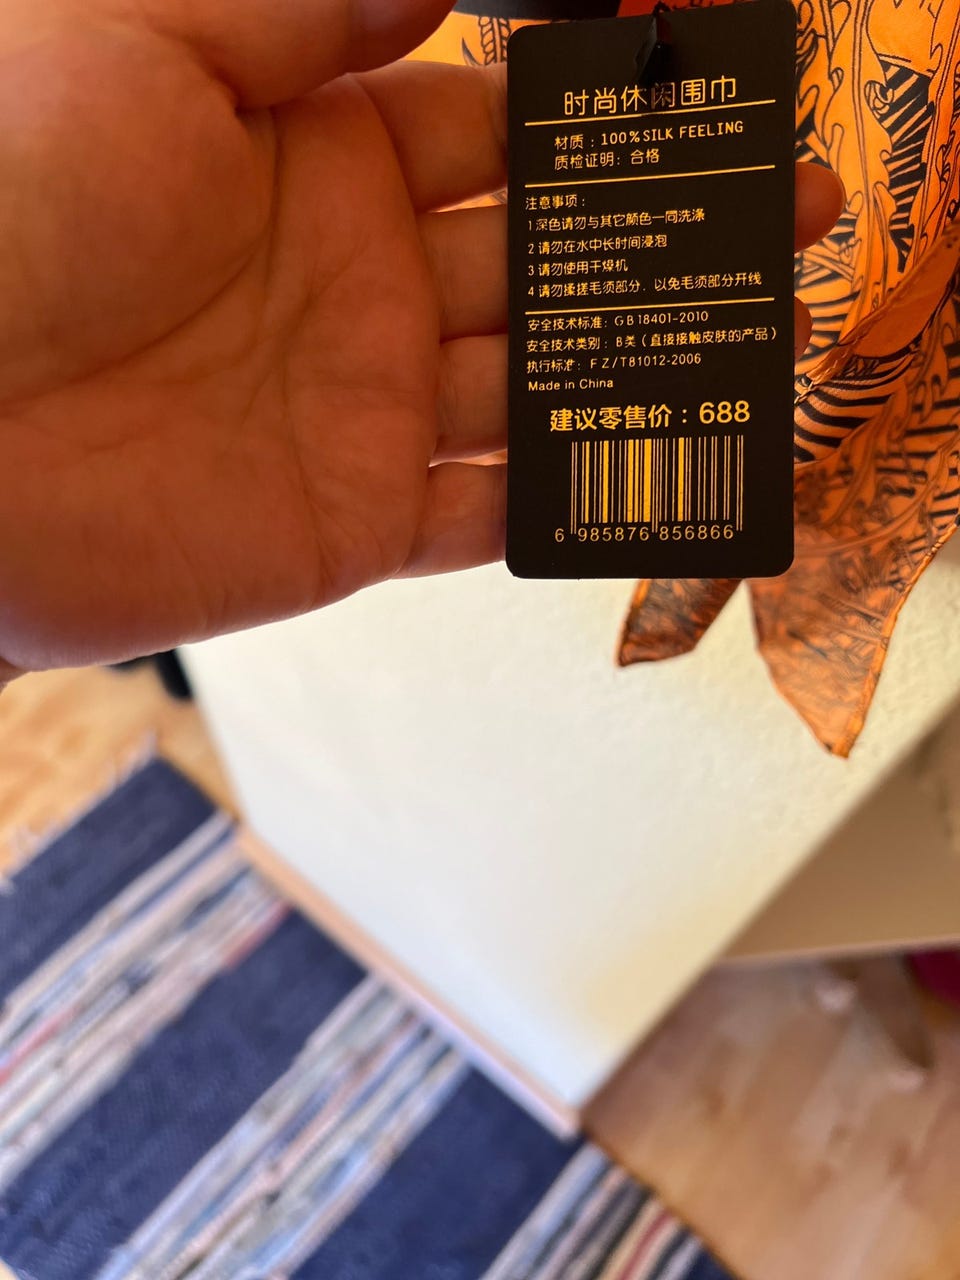 时尚休闲围巾
材质：100%SILK FEELING
质检证明：合格
注意事项：
1 深色请勿与其它颜色一同洗涤
2 请勿在水中长时间浸泡
3 请勿使用干燥机
4 请勿揉搓毛须部分，以免毛须部分开线
安全技术标准：GB 18401-2010
安全技术类别：B类（直接接触皮肤的产品）
执行标准：FZ/T81012-2006
Made in China
建议零售价：688
6 985876 856866